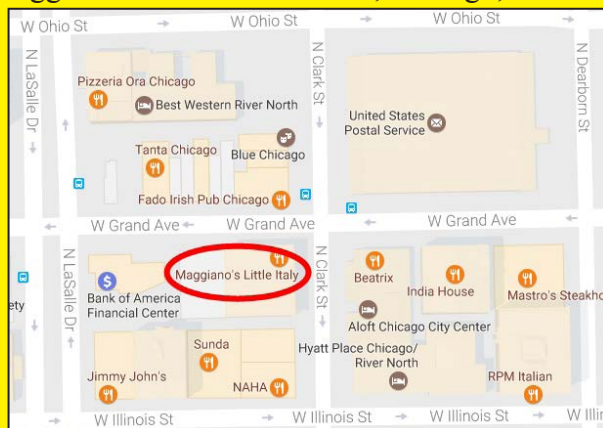 W Ohio St
W Ohio St
W Ohio St
N LaSalle Dr
Pizzeria Ora Chicago
Best Western River North
N Clark St
United States
Postal Service
N Dearborn St
Tanta Chicago
Blue Chicago
Fado Irish Pub Chicago
W Grand Ave
W Grand Ave
W Grand Ave
N LaSalle Dr
Maggiano's Little Italy
Bank of America
Financial Center
N Clark St
Beatrix
India House
Mastro's Steakho
ety
Aloft Chicago City Center
Sunda
Hyatt Place Chicago/
River North
Jimmy John's
NAHA
RPM Italian
W Illinois St
W Illinois St
W Illinois St
W Illi